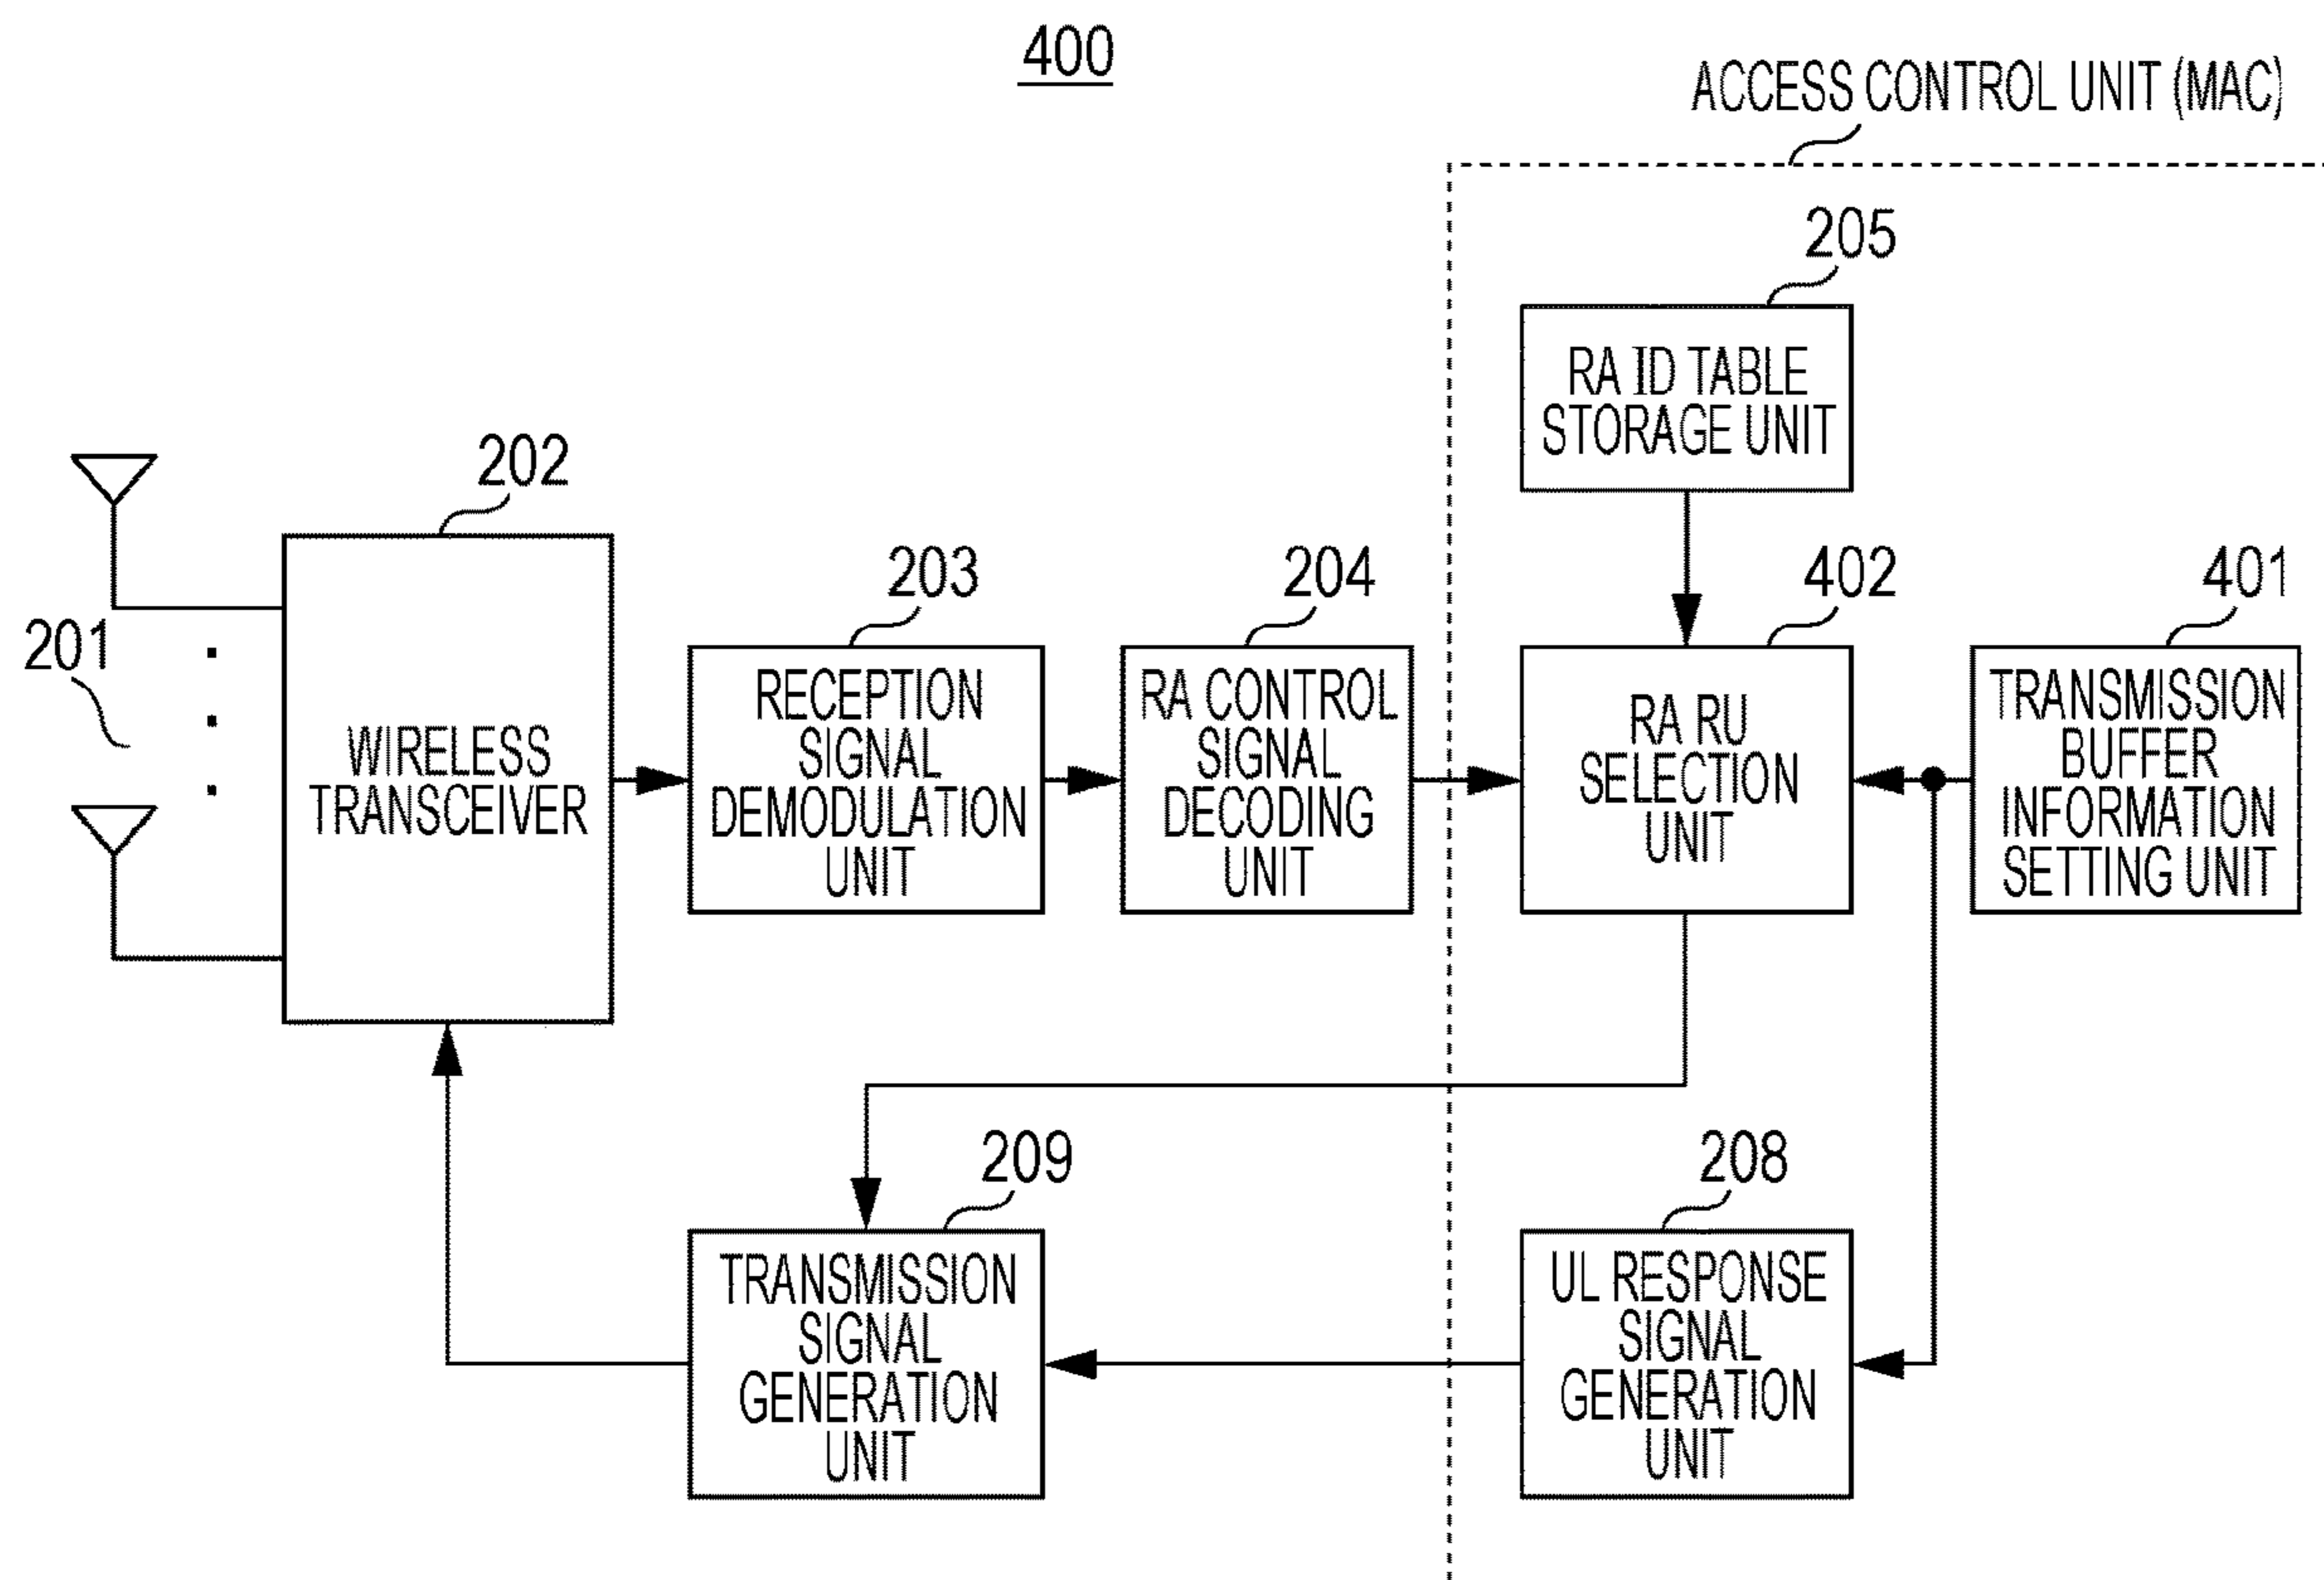 400
ACCESS CONTROL UNIT (MAC)
205
RA ID TABLE
STORAGE UNIT
202
203
204
402
401
201
WIRELESS
TRANSCEIVER
RECEPTION
SIGNAL
DEMODULATION
UNIT
RA CONTROL
SIGNAL
DECODING
UNIT
RA RU
SELECTION
UNIT
TRANSMISSION
BUFFER
INFORMATION
SETTING UNIT
209
208
TRANSMISSION
SIGNAL
GENERATION
UNIT
UL RESPONSE
SIGNAL
GENERATION
UNIT